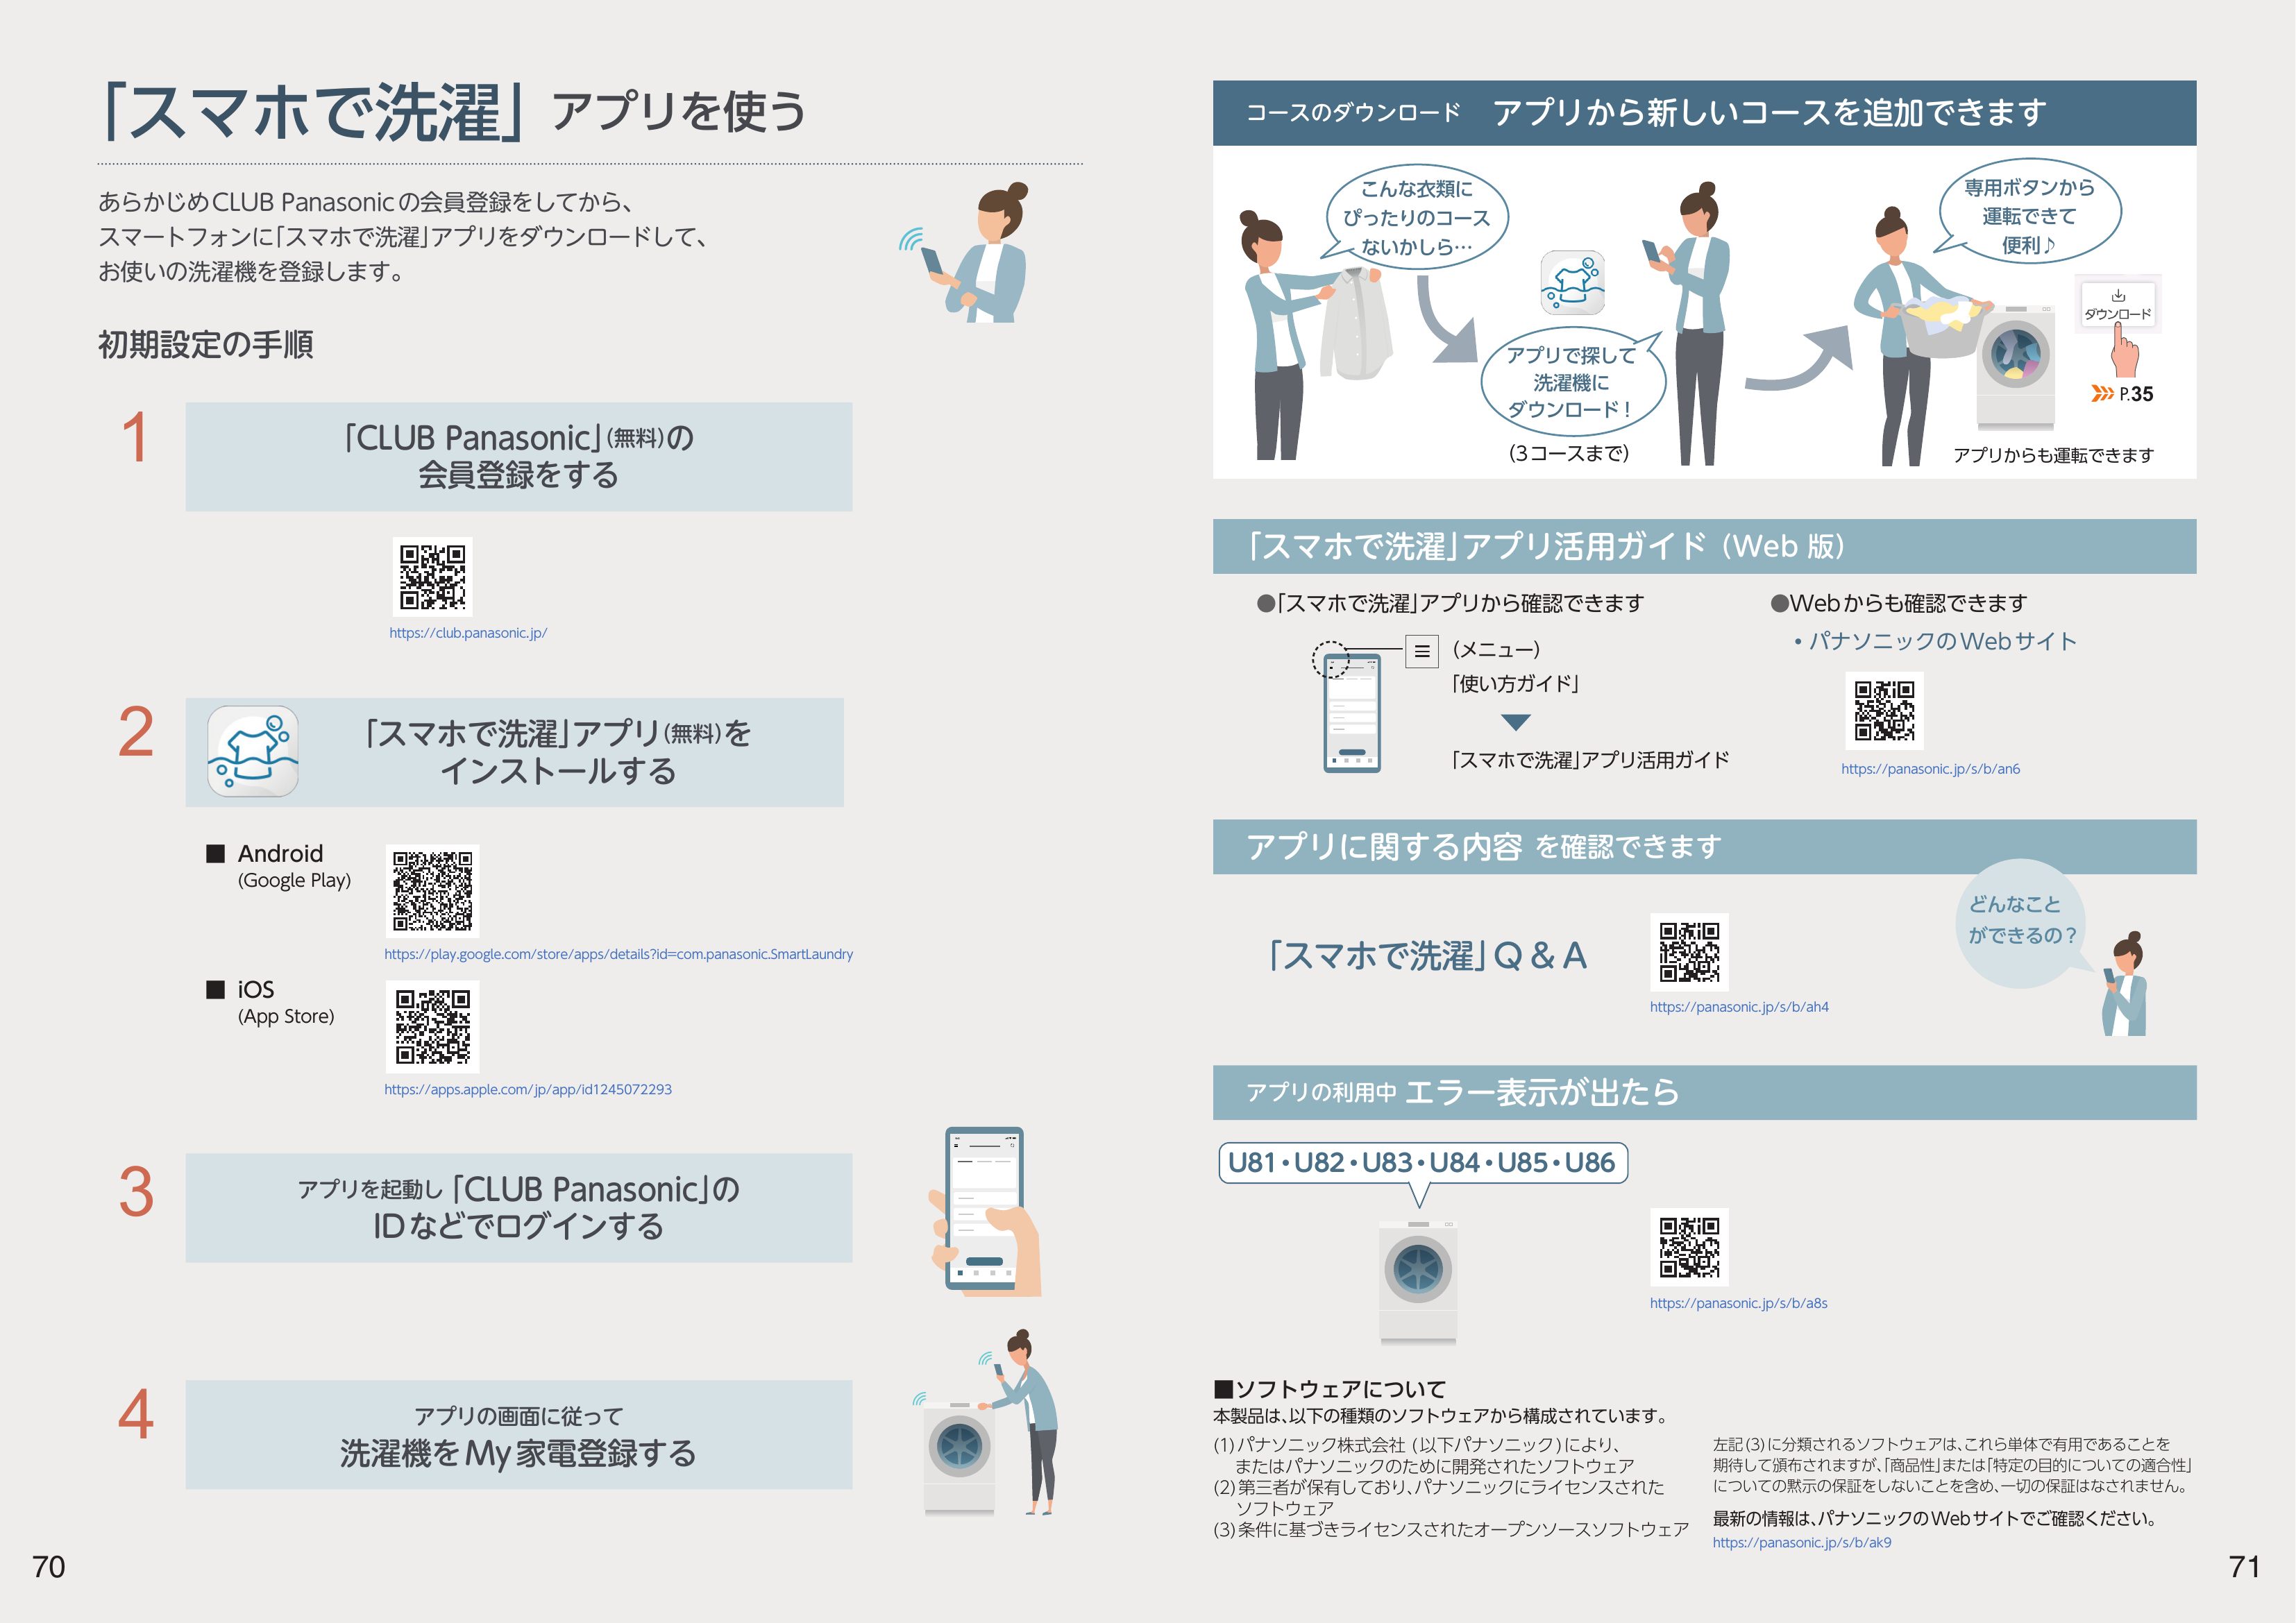 「スマホで洗濯」 アプリを使う
あらかじめCLUB Panasonicの会員登録をしてから、
スマートフォンに「スマホで洗濯」アプリをダウンロードして、
お使いの洗濯機を登録します。
初期設定の手順
1
「CLUB Panasonic」(無料)の
会員登録をする
https://club.panasonic.jp/
2
「スマホで洗濯」アプリ(無料)を
インストールする
■ Android
(Google Play)
https://play.google.com/store/apps/details?id=com.panasonic.SmartLaundry
■ iOS
(App Store)
https://apps.apple.com/jp/app/id1245072293
3
アプリを起動し「CLUB Panasonic」の
IDなどでログインする
4
アプリの画面に従って
洗濯機をMy家電登録する
70
コースのダウンロード アプリから新しいコースを追加できます
こんな衣類に
ぴったりのコース
ないかしら…
アプリで探して
洗濯機に
ダウンロード!
(3コースまで)
専用ボタンから
運転できて
便利♪
ダウンロード
P.35
アプリからも運転できます
「スマホで洗濯」アプリ活用ガイド (Web 版)
●「スマホで洗濯」アプリから確認できます
(メニュー)
「使い方ガイド」
「スマホで洗濯」アプリ活用ガイド
●Webからも確認できます
・パナソニックのWebサイト
https://panasonic.jp/s/b/an6
アプリに関する内容 を確認できます
「スマホで洗濯」Q & A
https://panasonic.jp/s/b/ah4
どんなこと
ができるの?
アプリの利用中 エラー表示が出たら
U81・U82・U83・U84・U85・U86
https://panasonic.jp/s/b/a8s
■ソフトウェアについて
本製品は、以下の種類のソフトウェアから構成されています。
(1)パナソニック株式会社 (以下パナソニック)により、
またはパナソニックのために開発されたソフトウェア
(2)第三者が保有しており、パナソニックにライセンスされた
ソフトウェア
(3)条件に基づきライセンスされたオープンソースソフトウェア
左記(3)に分類されるソフトウェアは、これら単体で有用であることを
期待して頒布されますが、「商品性」または「特定の目的についての適合性」
についての黙示の保証をしないことを含め、一切の保証はなされません。
最新の情報は、パナソニックのWebサイトでご確認ください。
https://panasonic.jp/s/b/ak9
71